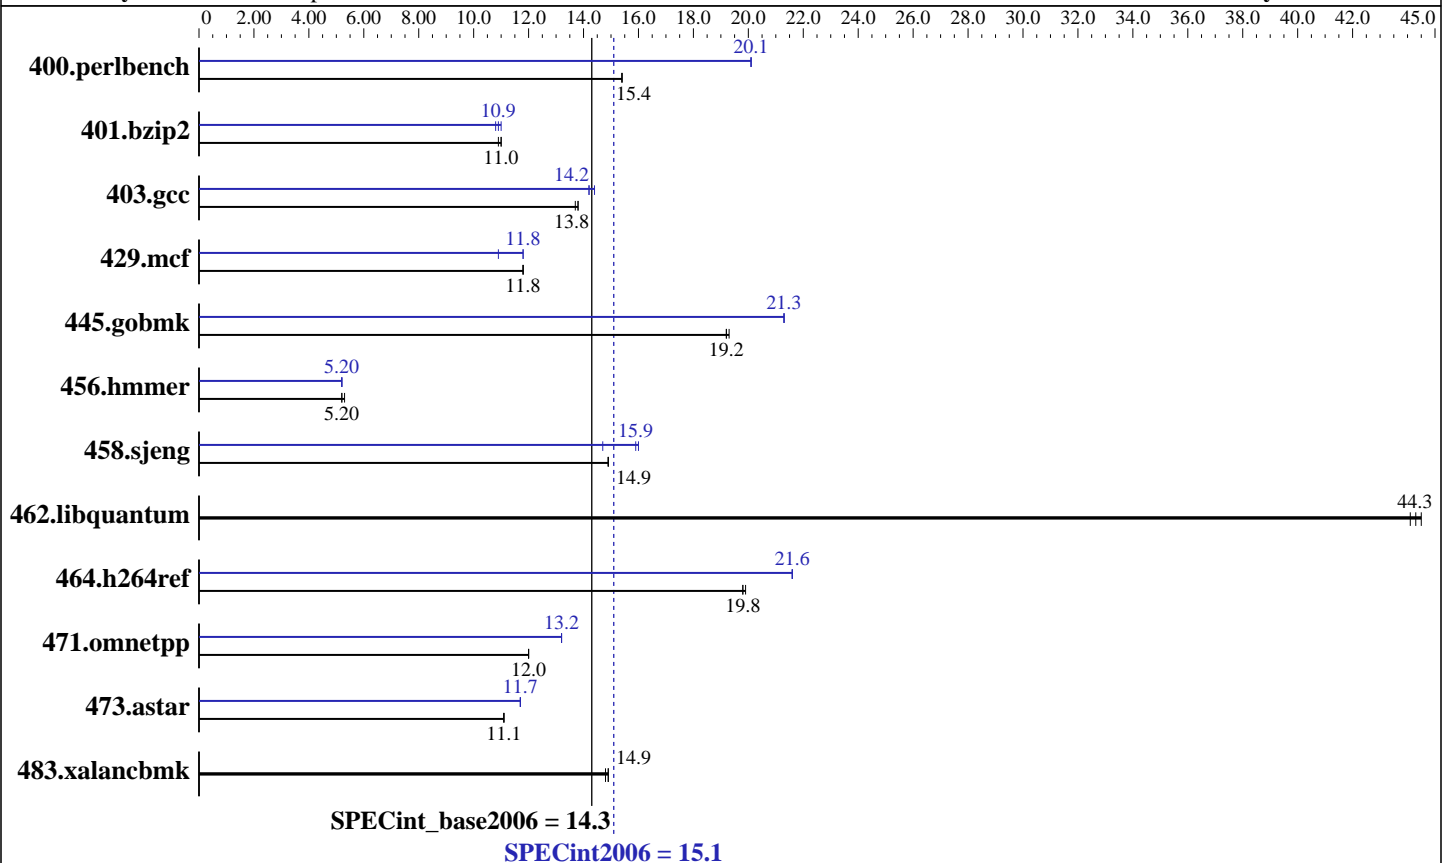 0 2.00 4.00 6.00 8.00 10.0 12.0 14.0 16.0 18.0 20.0 22.0 24.0 26.0 28.0 30.0 32.0 34.0 36.0 38.0 40.0 42.0 45.0
20.1
400.perlbench
15.4
10.9
401.bzip2
11.0
14.2
403.gcc
13.8
11.8
429.mcf
11.8
21.3
445.gobmk
19.2
5.20
456.hmmer
5.20
15.9
458.sjeng
14.9
44.3
462.libquantum
21.6
464.h264ref
19.8
13.2
471.omnetpp
12.0
11.7
473.astar
11.1
14.9
483.xalancbmk
SPECint_base2006 = 14.3
SPECint2006 = 15.1